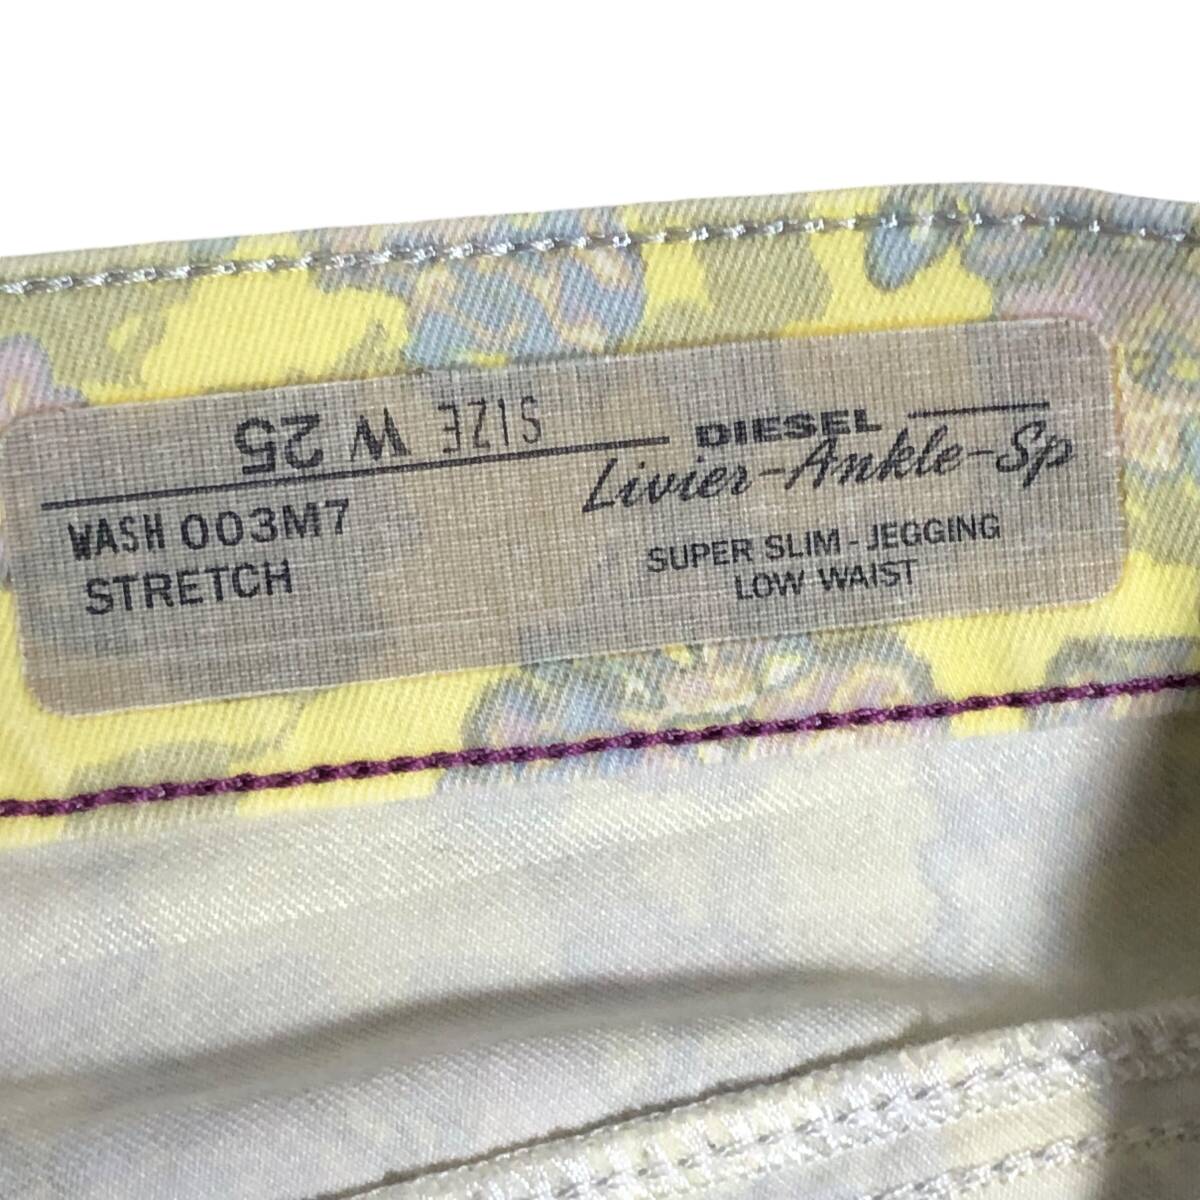 SIZE W 25
DIESEL
Livier-Ankle-Sp
WASH 003M7
STRETCH
SUPER SLIM - JEGGING
LOW WAIST